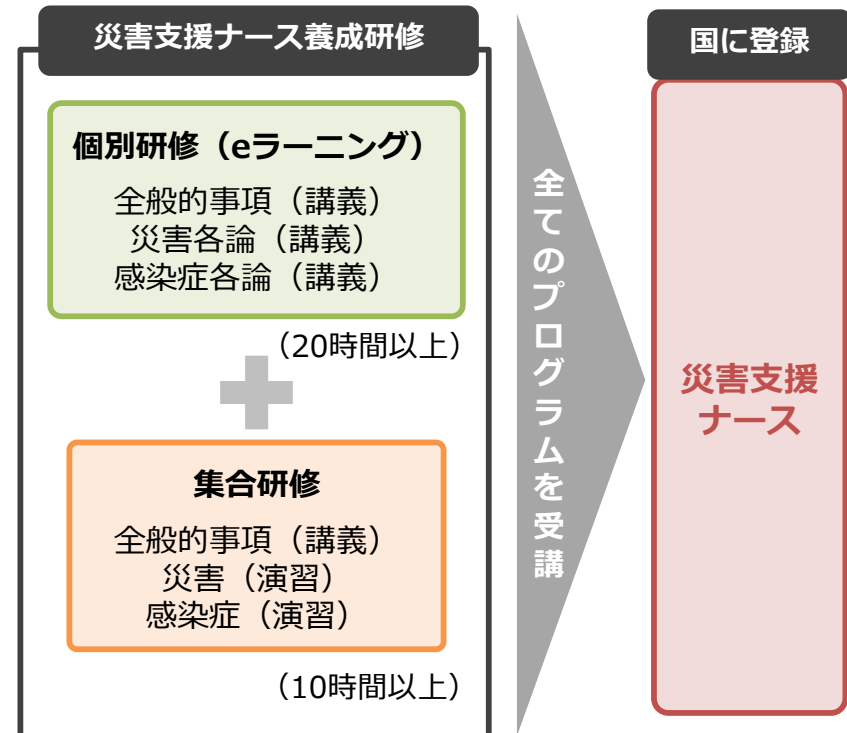 災害支援ナース養成研修
個別研修（eラーニング）
全般的事項（講義）
災害各論（講義）
感染症各論（講義）
（20時間以上）
集合研修
全般的事項（講義）
災害（演習）
感染症（演習）
（10時間以上）
全てのプログラムを受講
国に登録
災害支援
ナース